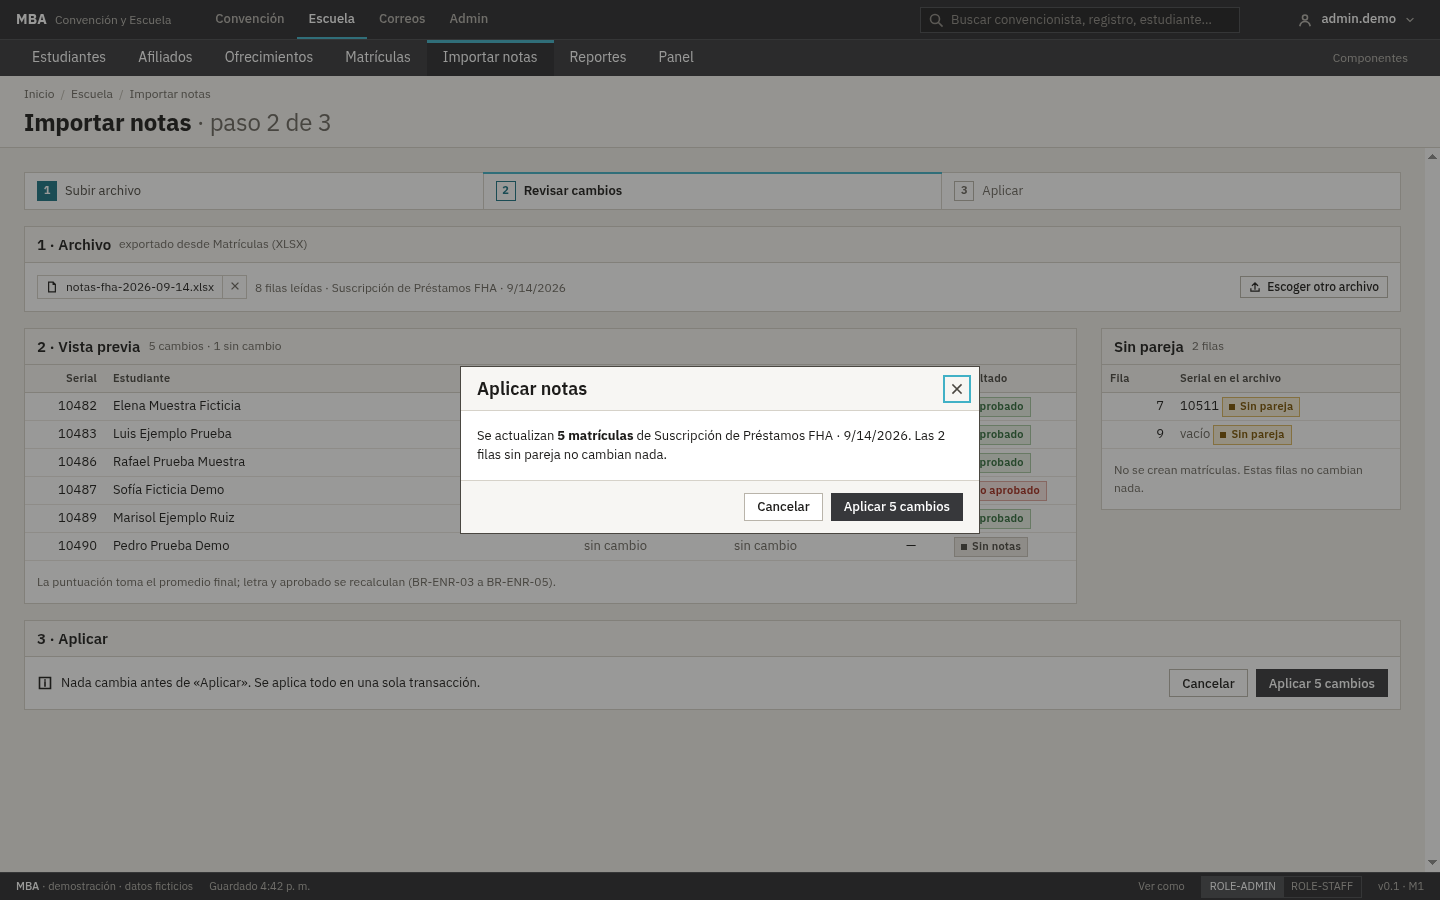 MBA Convención y Escuela Convención Escuela Correos Admin Buscar convencionista, registro, estudiante... admin.demo
Estudiantes Afiliados Ofrecimientos Matrículas Importar notas Reportes Panel Componentes
Inicio / Escuela / Importar notas
Importar notas · paso 2 de 3
1 Subir archivo 2 Revisar cambios 3 Aplicar
1 · Archivo exportado desde Matrículas (XLSX)
notas-fha-2026-09-14.xlsx 8 filas leídas · Suscripción de Préstamos FHA · 9/14/2026 Escoger otro archivo
2 · Vista previa 5 cambios · 1 sin cambio
Serial Estudiante ltado
10482 Elena Muestra Ficticia probado
10483 Luis Ejemplo Prueba probado
10486 Rafael Prueba Muestra probado
10487 Sofía Ficticia Demo o aprobado
10489 Marisol Ejemplo Ruiz probado
10490 Pedro Prueba Demo sin cambio sin cambio — Sin notas
La puntuación toma el promedio final; letra y aprobado se recalculan (BR-ENR-03 a BR-ENR-05).
Sin pareja 2 filas
Fila Serial en el archivo
7 10511 Sin pareja
9 vacío Sin pareja
No se crean matrículas. Estas filas no cambian
nada.
Aplicar notas
Se actualizan 5 matrículas de Suscripción de Préstamos FHA · 9/14/2026. Las 2
filas sin pareja no cambian nada.
Cancelar Aplicar 5 cambios
3 · Aplicar
Nada cambia antes de «Aplicar». Se aplica todo en una sola transacción. Cancelar Aplicar 5 cambios
MBA · demostración · datos ficticios Guardado 4:42 p. m. Ver como ROLE-ADMIN ROLE-STAFF v0.1 · M1